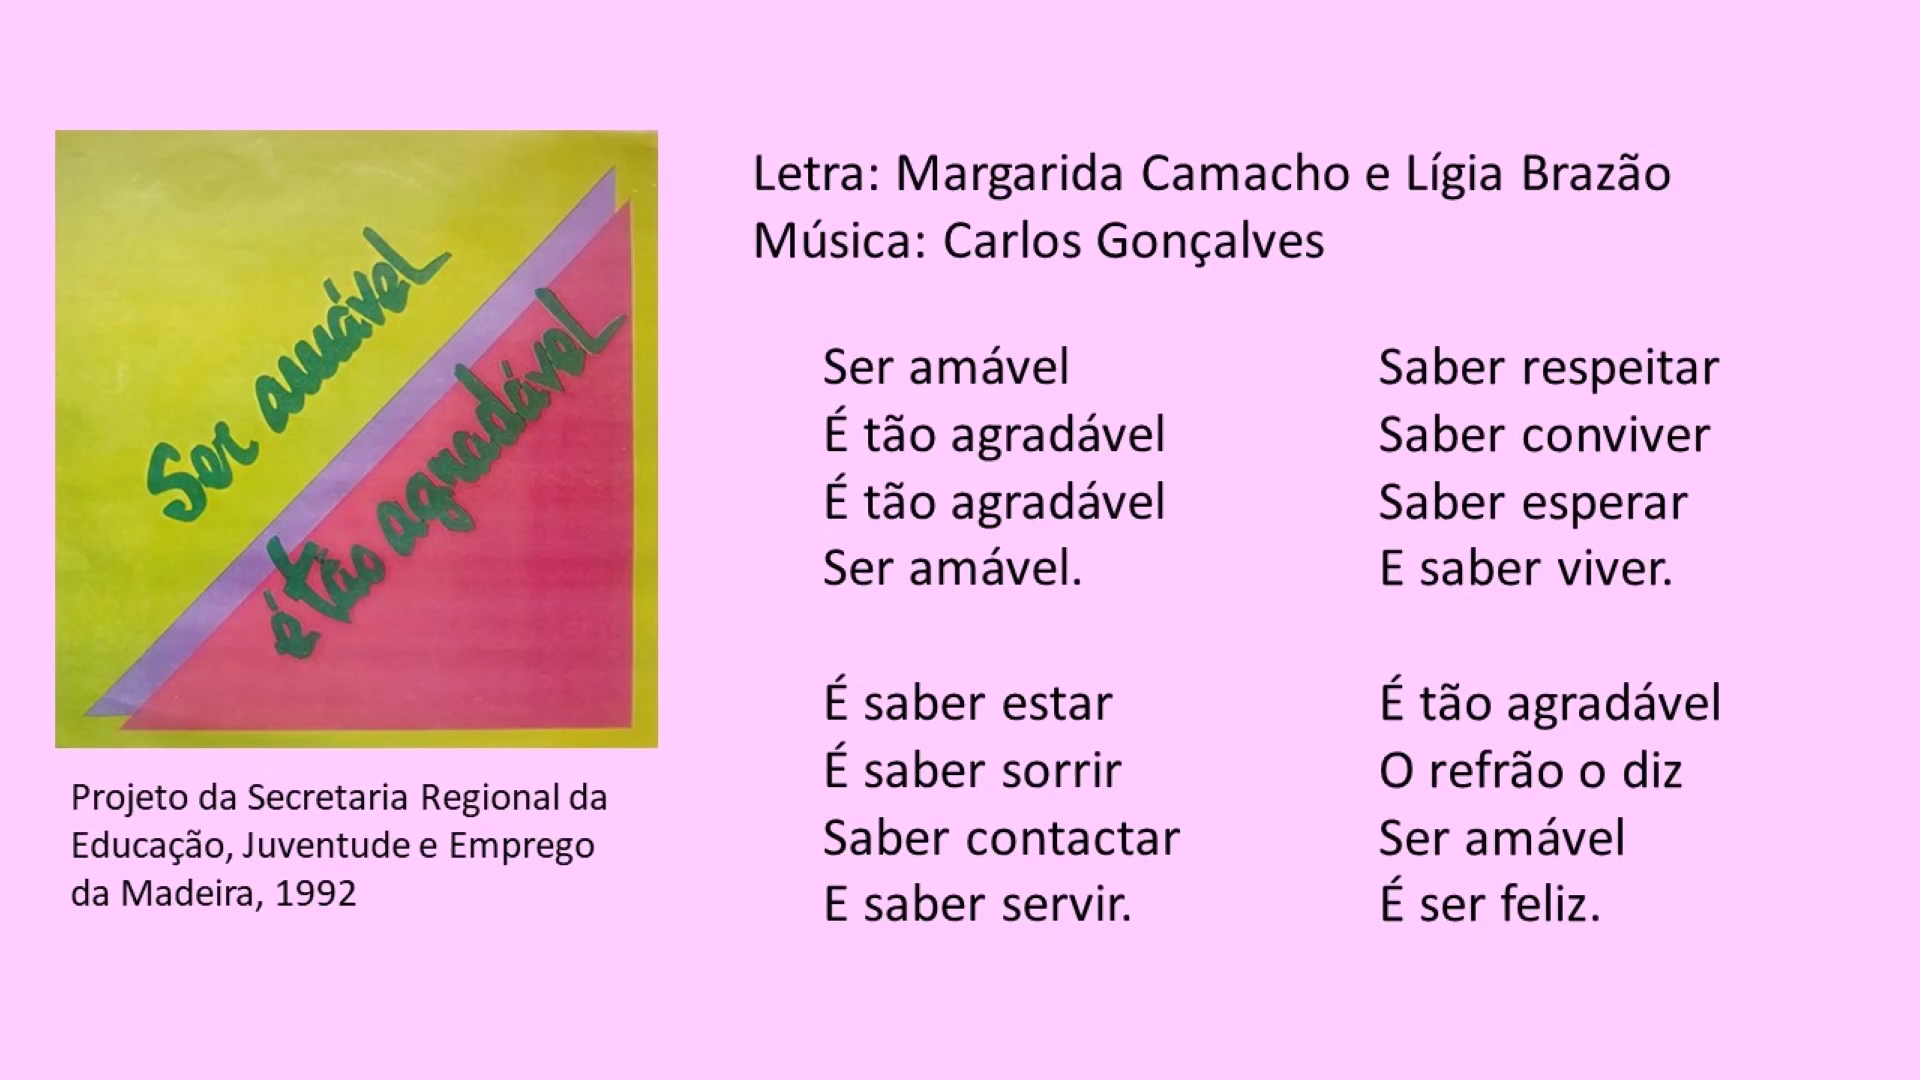 Ser amável
é tão agradável
Projeto da Secretaria Regional da
Educação, Juventude e Emprego
da Madeira, 1992
Letra: Margarida Camacho e Lígia Brazão
Música: Carlos Gonçalves
Ser amável
É tão agradável
É tão agradável
Ser amável.
É saber estar
É saber sorrir
Saber contactar
E saber servir.
Saber respeitar
Saber conviver
Saber esperar
E saber viver.
É tão agradável
O refrão o diz
Ser amável
É ser feliz.